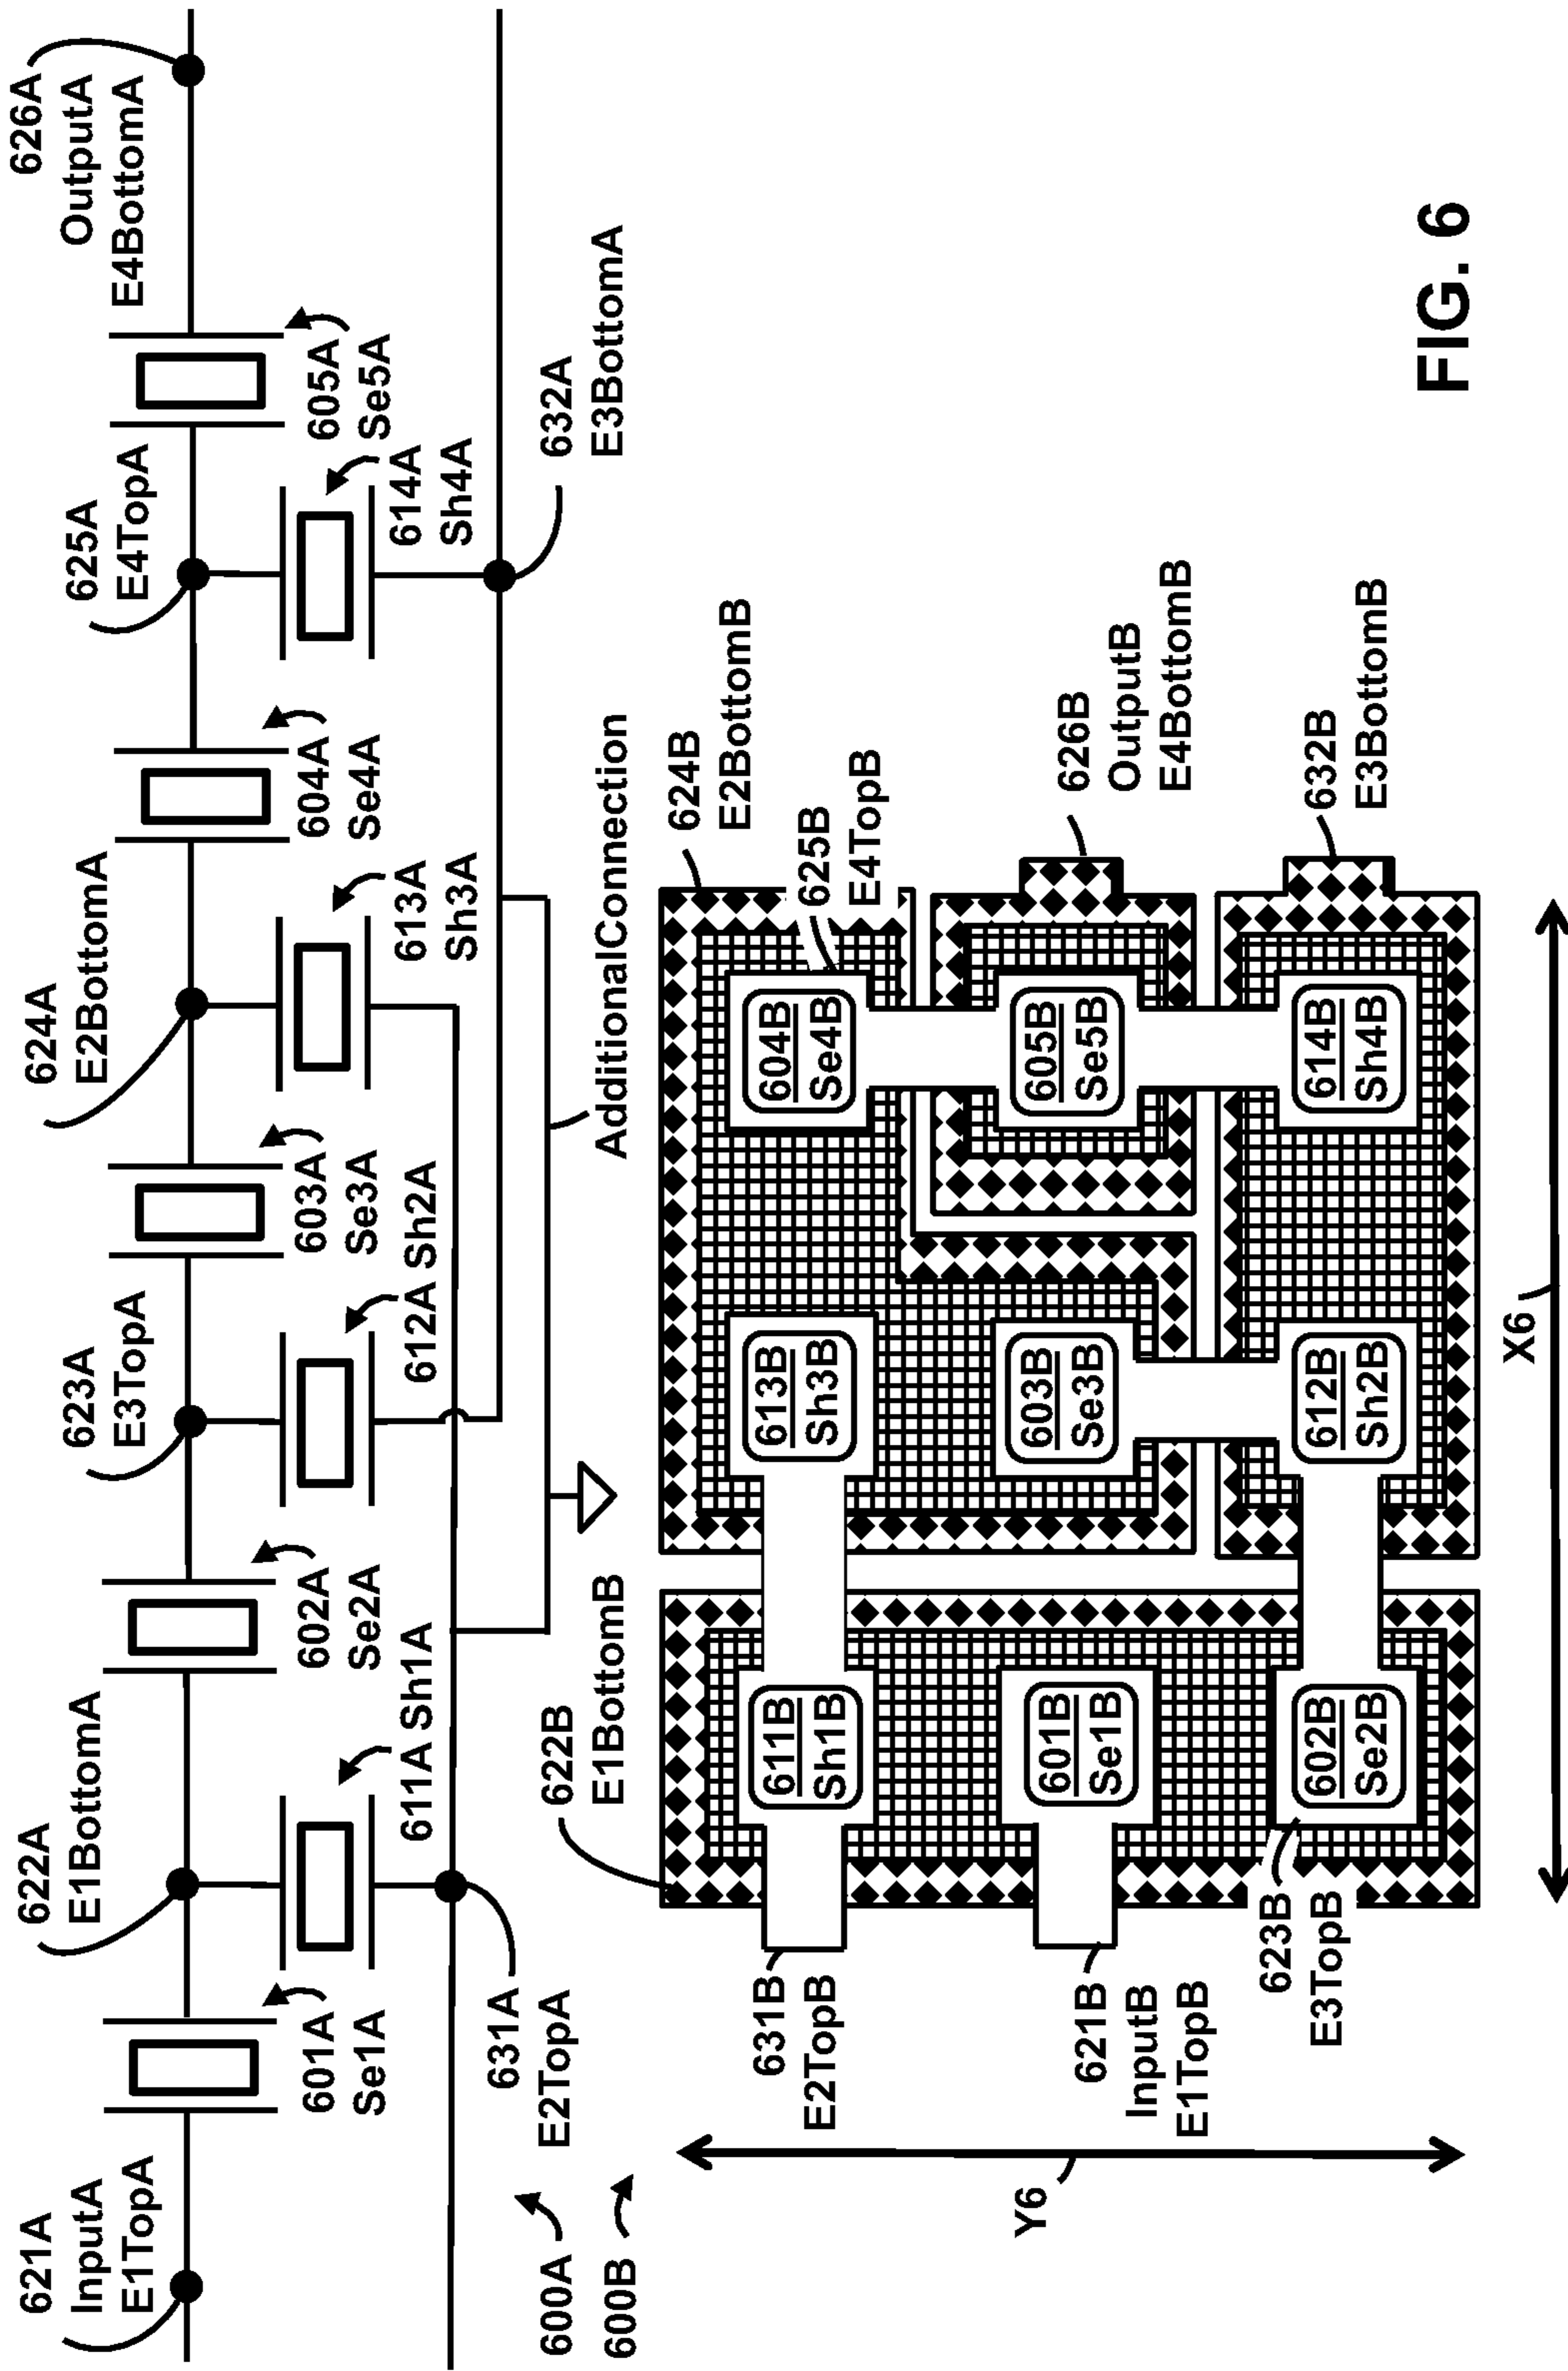 621A
InputA
E1TopA
601A
Se1A
622A
E1BottomA
611A Sh1A
602A
Se2A
623A
E3TopA
612A Sh2A
603A
Se3A
624A
E2BottomA
613A
Sh3A
604A
Se4A
625A
E4TopA
614A
Sh4A
605A
Se5A
626A
OutputA
E4BottomA
631A
E2TopA
632A
E3BottomA
AdditionalConnection
600A
600B
622B
E1BottomB
624B
E2BottomB
625B
E4TopB
631B
E2TopB
611B
Sh1B
613B
Sh3B
604B
Se4B
621B
InputB
E1TopB
601B
Se1B
603B
Se3B
605B
Se5B
626B
OutputB
E4BottomB
623B
E3TopB
602B
Se2B
612B
Sh2B
614B
Sh4B
632B
E3BottomB
Y6
X6
FIG. 6